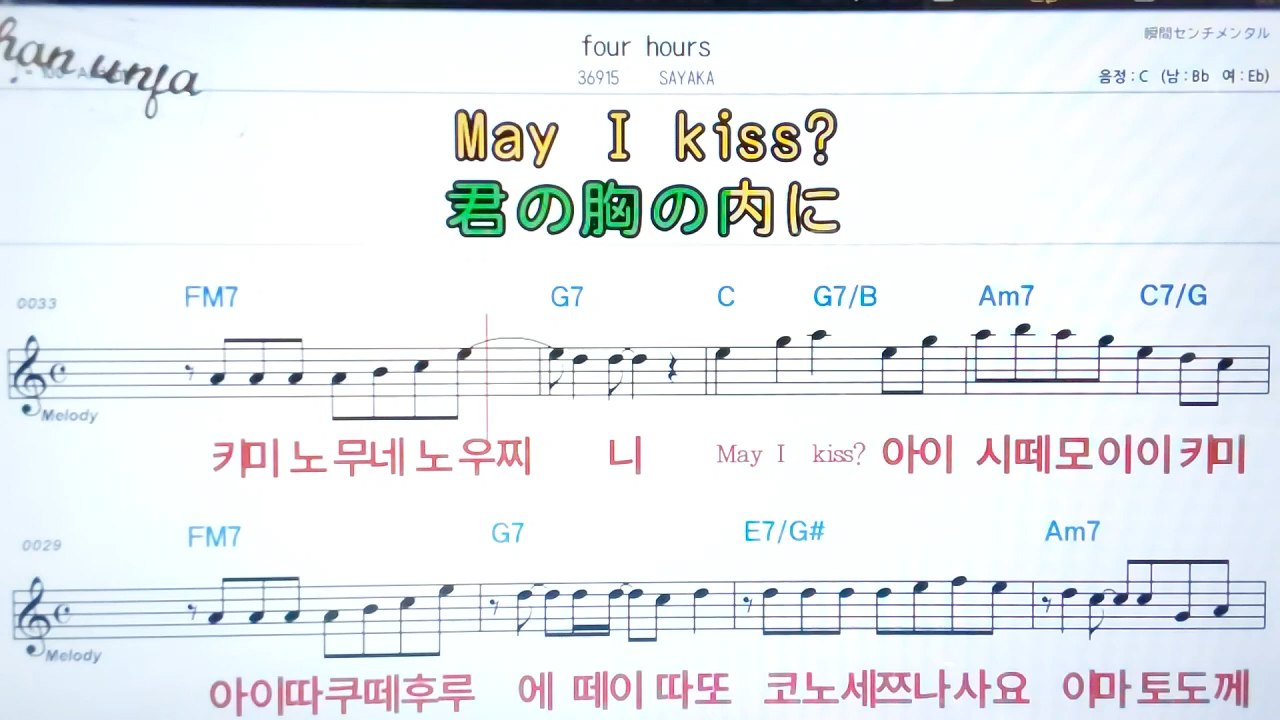 four hours
瞬間センチメンタル
han unja
36915 SAYAKA
음정 : C (남 : Bb 여 : Eb)
May I kiss?
君の胸の内に
0033 FM7 G7 C G7/B Am7 C7/G
Melody
키미 노 무네 노 우찌 니 May I kiss? 아이 시떼 모 이이 키미
0029 FM7 G7 E7/G# Am7
Melody
아이따쿠떼후루 에 떼이 따또 코노세쯔나사요 이마 토도께